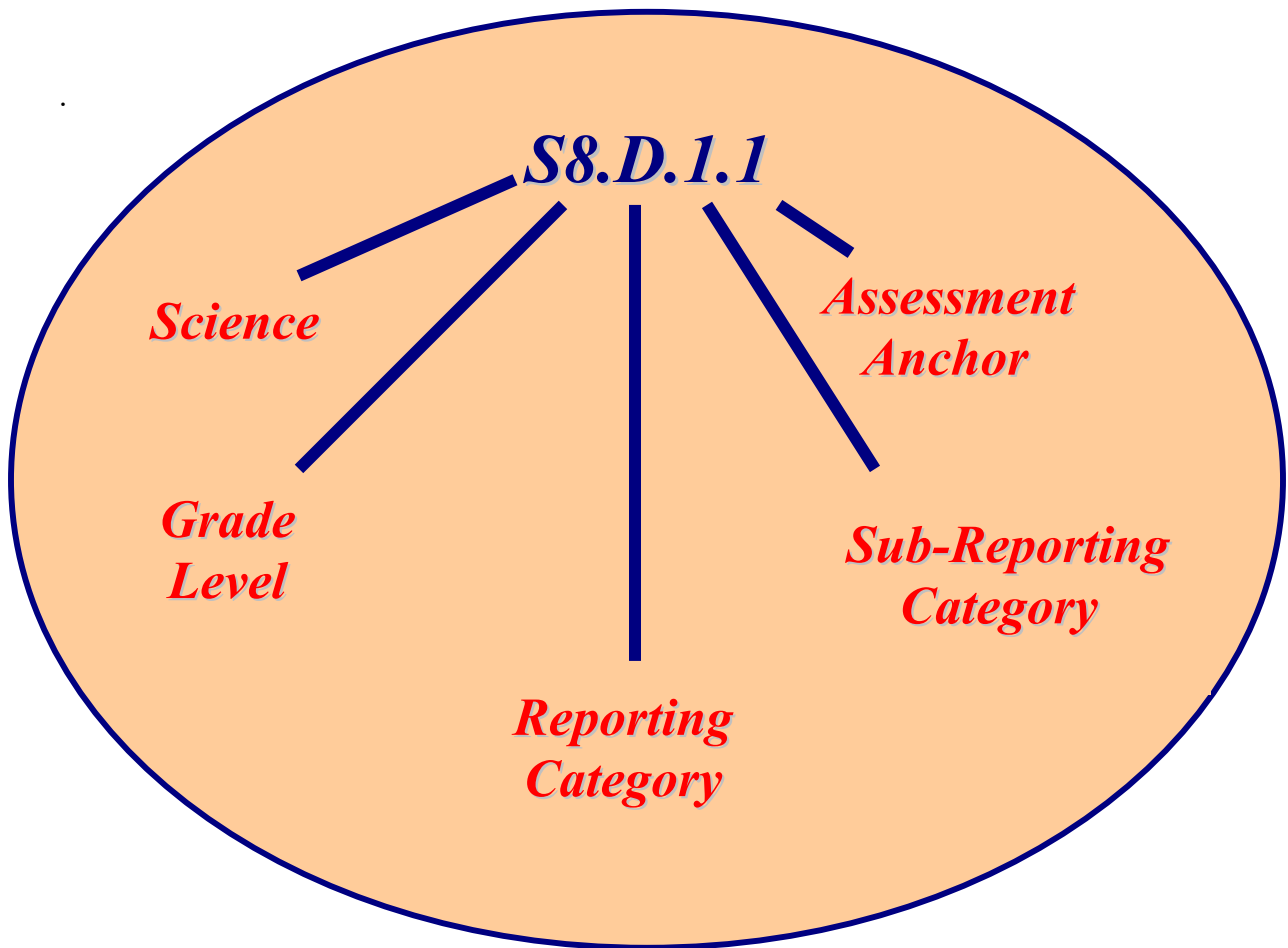 S8.D.1.1
Science
Assessment
Anchor
Grade
Level
Sub-Reporting
Category
Reporting
Category